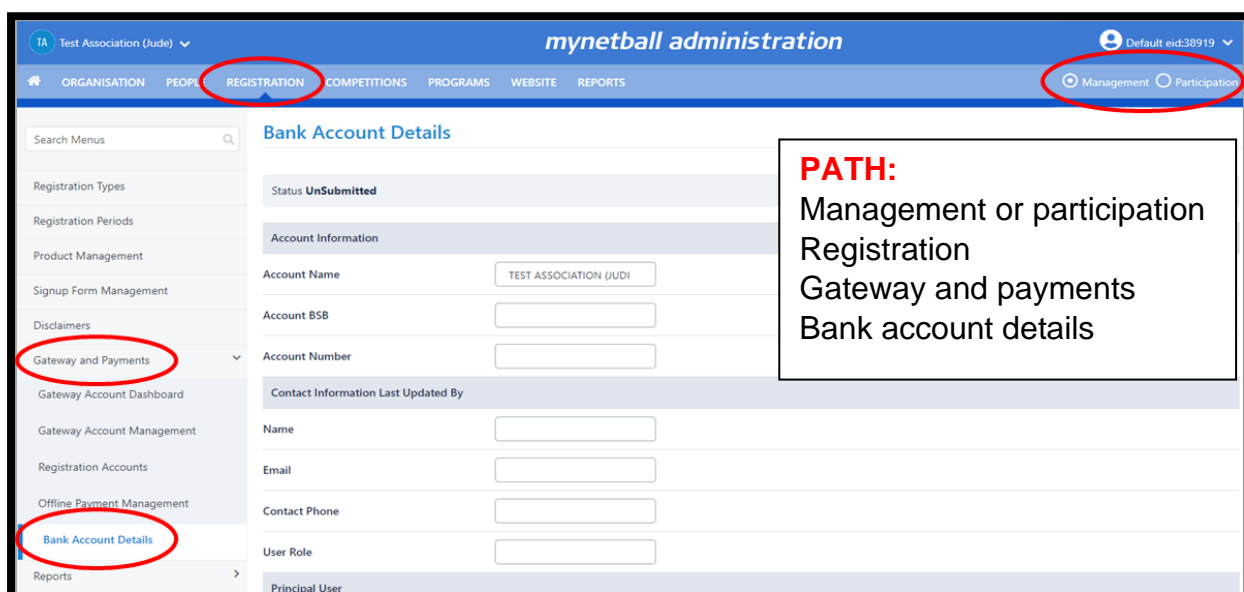 TA Test Association (Jude)
mynetball administration
Default eid:38919
ORGANISATION PEOPLE REGISTRATION COMPETITIONS PROGRAMS WEBSITE REPORTS
Management Participation
Search Menus
Registration Types
Registration Periods
Product Management
Signup Form Management
Disclaimers
Gateway and Payments
Gateway Account Dashboard
Gateway Account Management
Registration Accounts
Offline Payment Management
Bank Account Details
Reports
Bank Account Details
Status UnSubmitted
Account Information
Account Name TEST ASSOCIATION (JUDI
Account BSB
Account Number
Contact Information Last Updated By
Name
Email
Contact Phone
User Role
Principal User
PATH:
Management or participation
Registration
Gateway and payments
Bank account details